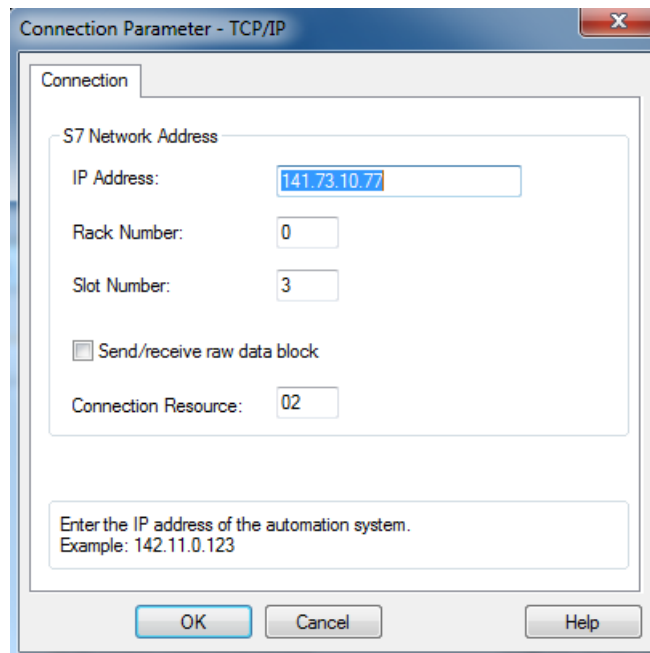 Connection Parameter - TCP/IP
Connection
S7 Network Address
IP Address: 141.73.10.77
Rack Number: 0
Slot Number: 3
Send/receive raw data block
Connection Resource: 02
Enter the IP address of the automation system.
Example: 142.11.0.123
OK Cancel Help